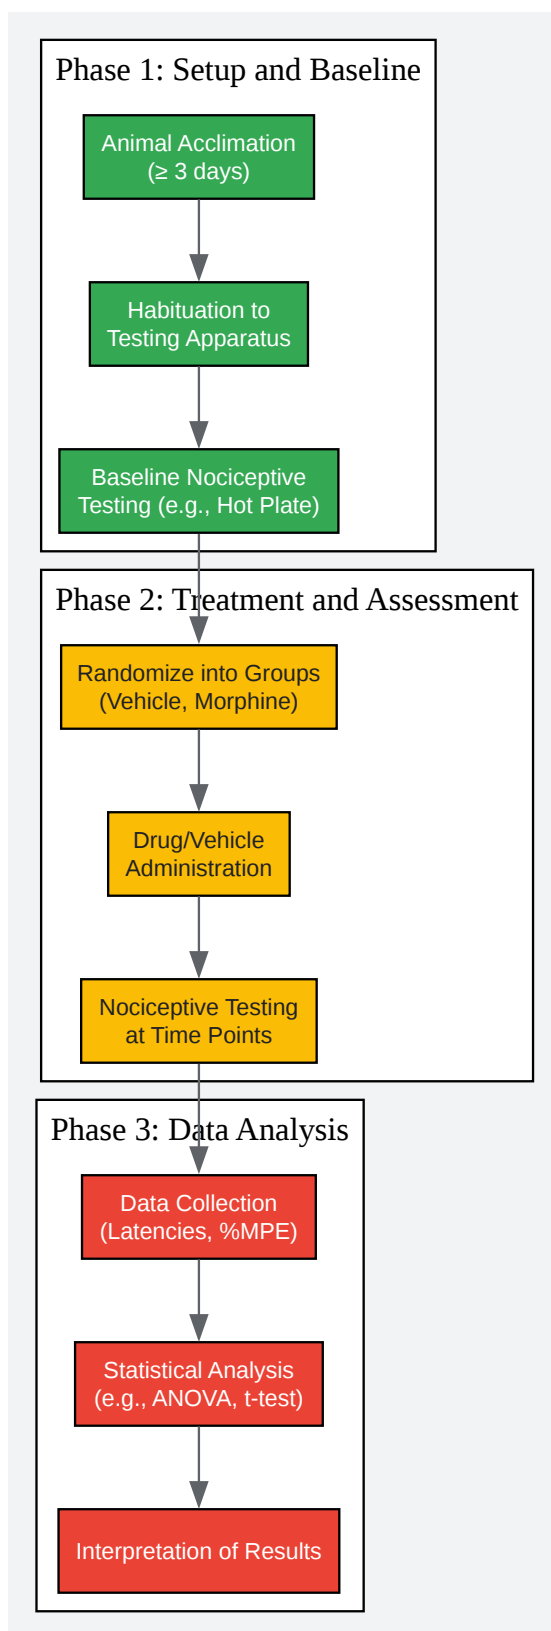 Phase 1: Setup and Baseline
Animal Acclimation
(≥ 3 days)
Habituation to
Testing Apparatus
Baseline Nociceptive
Testing (e.g., Hot Plate)
Phase 2: Treatment and Assessment
Randomize into Groups
(Vehicle, Morphine)
Drug/Vehicle
Administration
Nociceptive Testing
at Time Points
Phase 3: Data Analysis
Data Collection
(Latencies, %MPE)
Statistical Analysis
(e.g., ANOVA, t-test)
Interpretation of Results